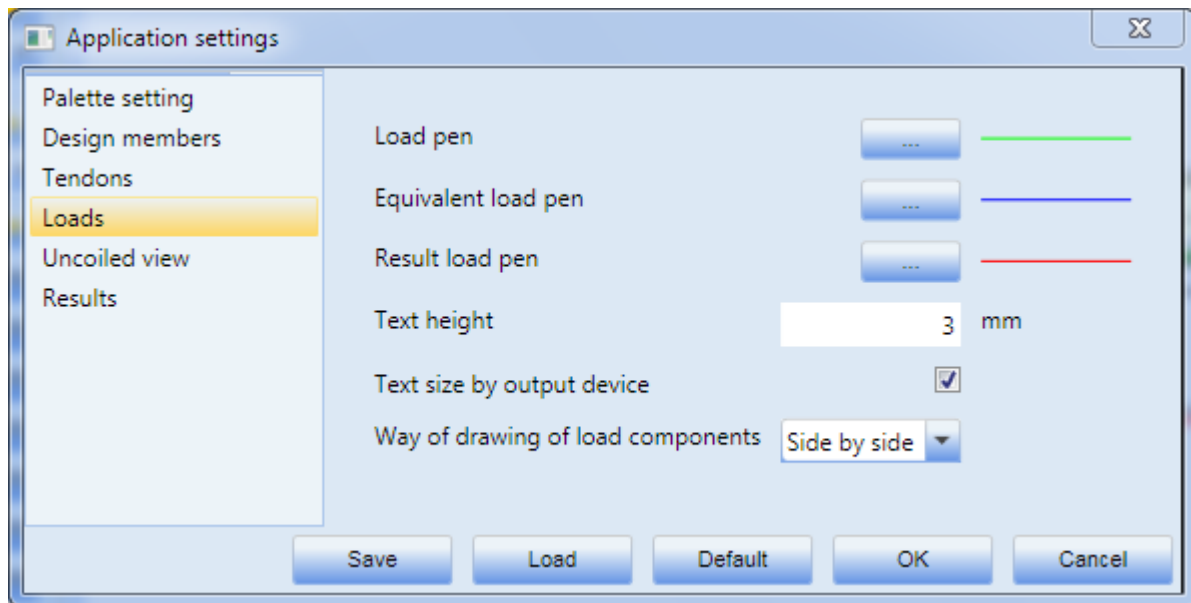 Application settings
Palette setting
Design members
Tendons
Loads
Uncoiled view
Results
Load pen
...
Equivalent load pen
...
Result load pen
...
Text height
3 mm
Text size by output device
Way of drawing of load components
Side by side
Save
Load
Default
OK
Cancel